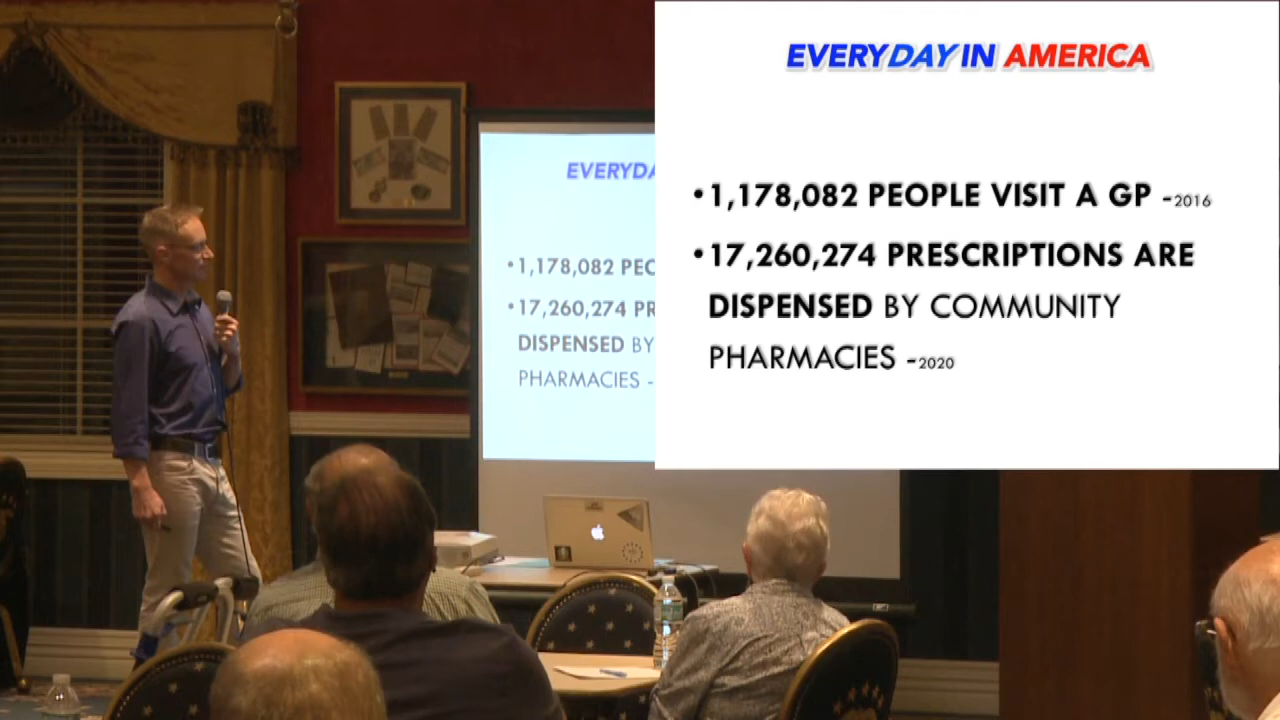 EVERYDAY IN AMERICA
•1,178,082 PEOPLE VISIT A GP -2016
•17,260,274 PRESCRIPTIONS ARE
DISPENSED BY COMMUNITY
PHARMACIES -2020
EVERYDA
•1,178,082 PEO
•17,260,274 PR
DISPENSED BY
PHARMACIES -